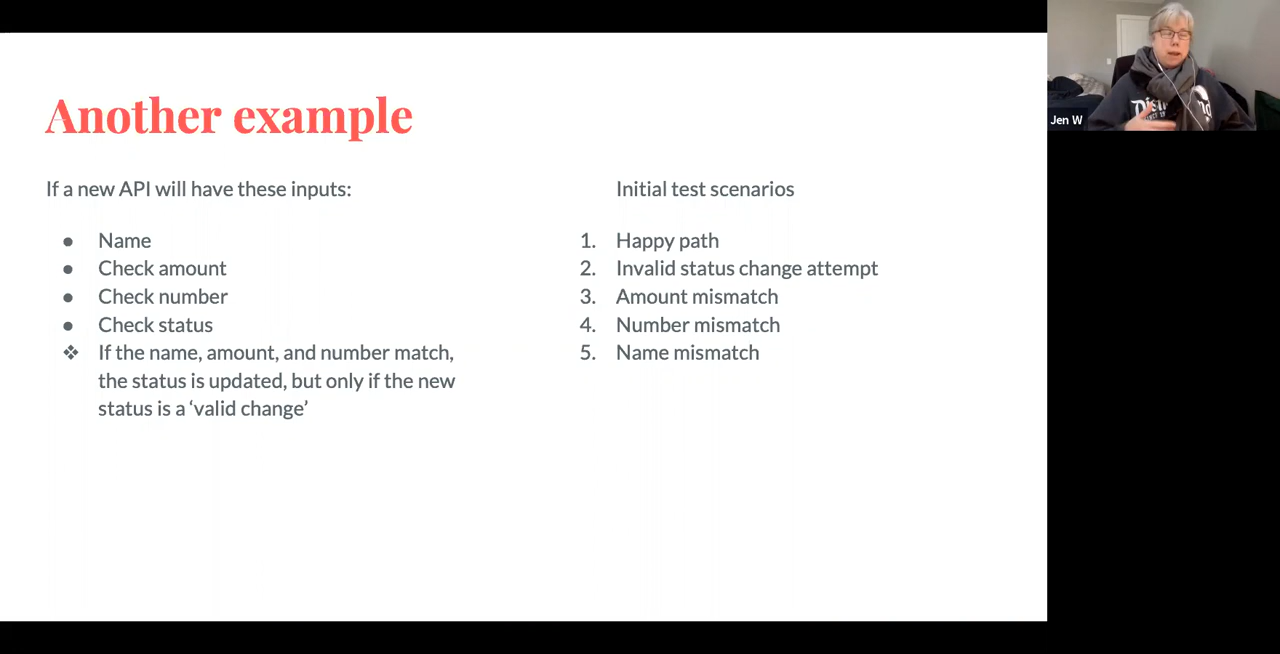 Another example
If a new API will have these inputs:
● Name
● Check amount
● Check number
● Check status
❖ If the name, amount, and number match,
the status is updated, but only if the new
status is a ‘valid change’
Initial test scenarios
1. Happy path
2. Invalid status change attempt
3. Amount mismatch
4. Number mismatch
5. Name mismatch
Jen W